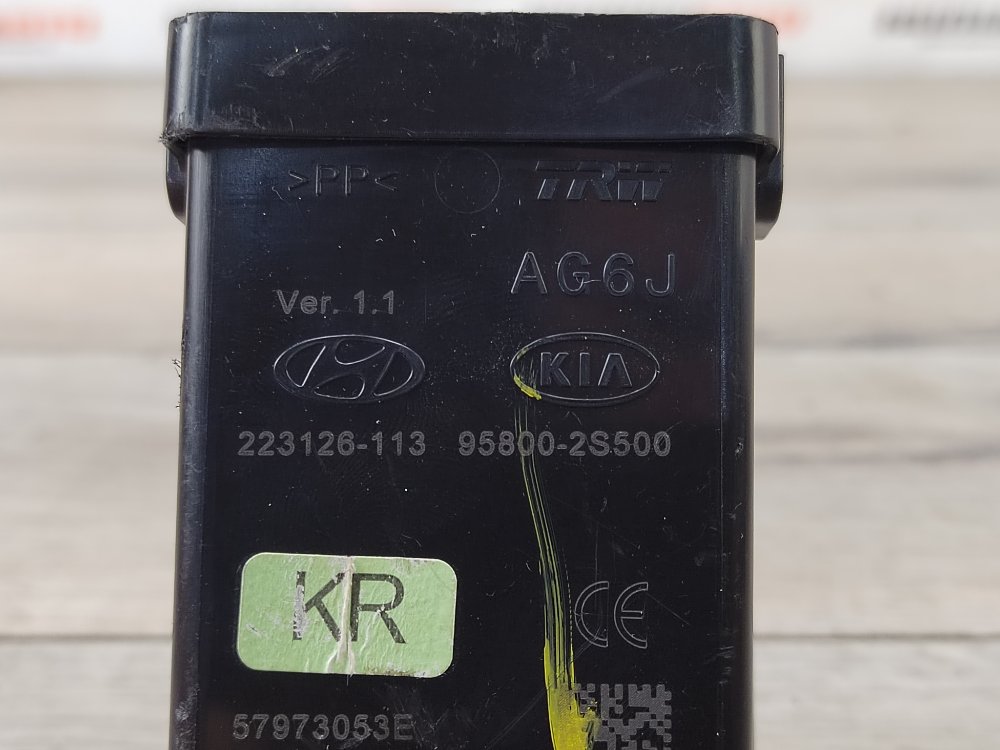 >PP< TRW
AG6J
Ver. 1.1
KIA
223126-113 95800-2S500
KR
CE
57973053E